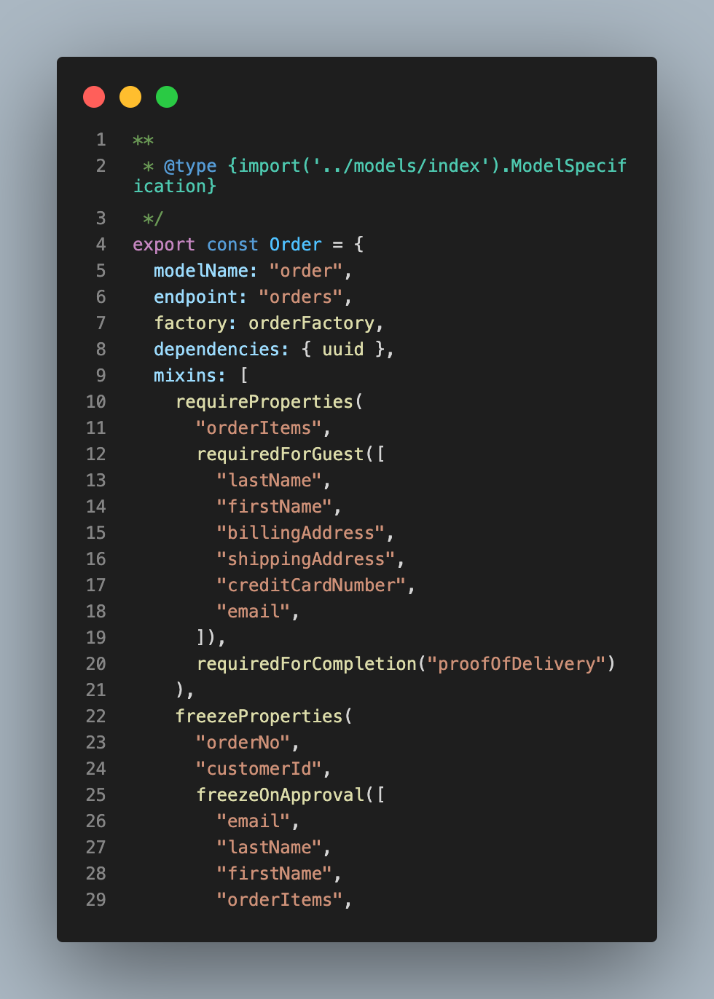 1 **
2  * @type {import('../models/index').ModelSpecif
ication}
3  */
4 export const Order = {
5   modelName: "order",
6   endpoint: "orders",
7   factory: orderFactory,
8   dependencies: { uuid },
9   mixins: [
10     requireProperties(
11       "orderItems",
12       requiredForGuest([
13         "lastName",
14         "firstName",
15         "billingAddress",
16         "shippingAddress",
17         "creditCardNumber",
18         "email",
19       ]),
20       requiredForCompletion("proofOfDelivery")
21     ),
22     freezeProperties(
23       "orderNo",
24       "customerId",
25       freezeOnApproval([
26         "email",
27         "lastName",
28         "firstName",
29         "orderItems",